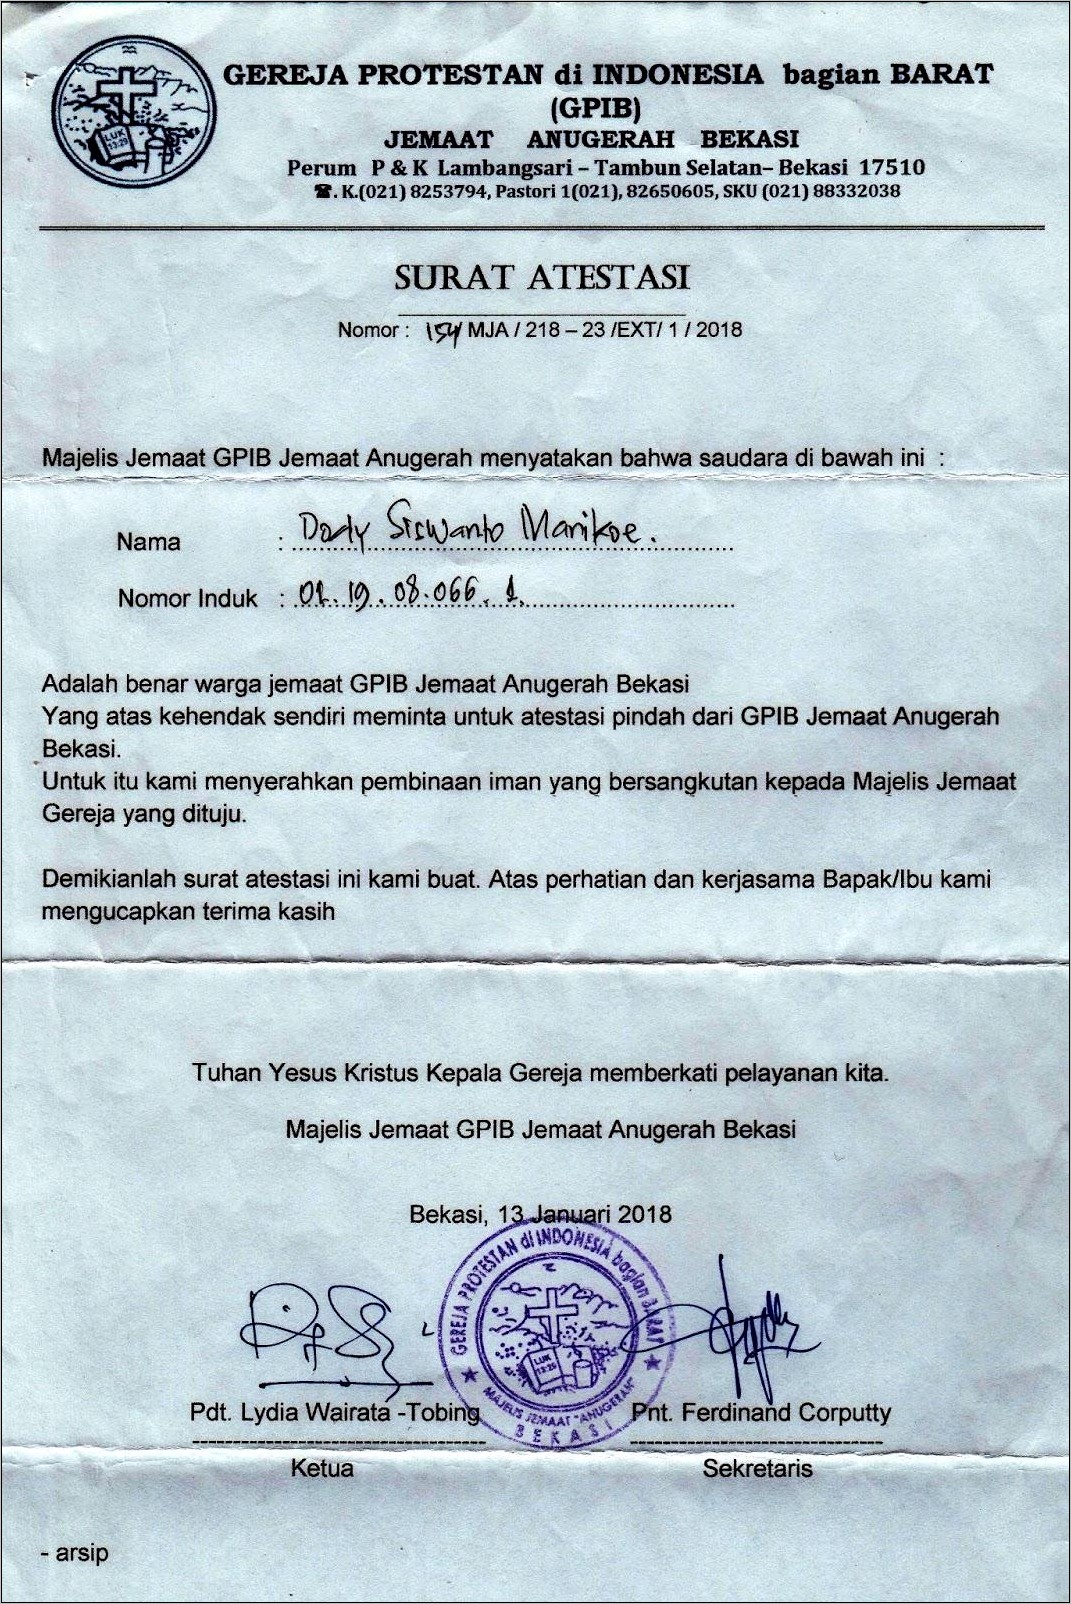 GEREJA PROTESTAN di INDONESIA bagian BARAT
(GPIB)
JEMAAT ANUGERAH BEKASI
Perum P & K Lambangsari – Tambun Selatan– Bekasi 17510
☎. K.(021) 8253794, Pastori 1(021), 82650605, SKU (021) 88332038
LUK
13:29
SURAT ATESTASI
Nomor : 154 MJA / 218 – 23 /EXT/ 1 / 2018
Majelis Jemaat GPIB Jemaat Anugerah menyatakan bahwa saudara di bawah ini :
Nama : Dody Siswanto Marikoe.
Nomor Induk : 01.19.08.066.1.
Adalah benar warga jemaat GPIB Jemaat Anugerah Bekasi
Yang atas kehendak sendiri meminta untuk atestasi pindah dari GPIB Jemaat Anugerah
Bekasi.
Untuk itu kami menyerahkan pembinaan iman yang bersangkutan kepada Majelis Jemaat
Gereja yang dituju.
Demikianlah surat atestasi ini kami buat. Atas perhatian dan kerjasama Bapak/Ibu kami
mengucapkan terima kasih
Tuhan Yesus Kristus Kepala Gereja memberkati pelayanan kita.
Majelis Jemaat GPIB Jemaat Anugerah Bekasi
Bekasi, 13 Januari 2018
GEREJA PROTESTAN di INDONESIA bagian BARAT
LUK
13:29
MAJELIS JEMAAT "ANUGERAH"
BEKASI
Pdt. Lydia Wairata -Tobing Pnt. Ferdinand Corputty
Ketua Sekretaris
- arsip